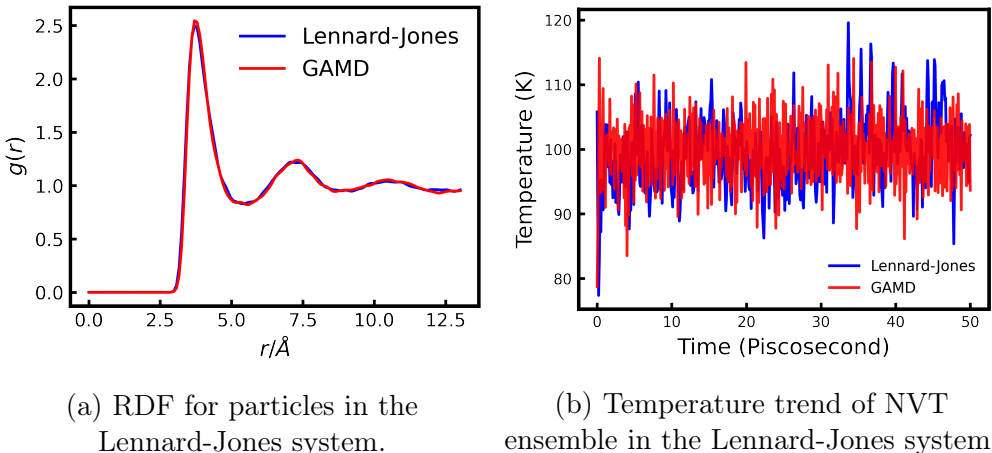 2.5
2.0
1.5
1.0
0.5
0.0
g(r)
Lennard-Jones
GAMD
0.0 2.5 5.0 7.5 10.0 12.5
r/Å
(a) RDF for particles in the
Lennard-Jones system.
120
110
100
90
80
Temperature (K)
Lennard-Jones
GAMD
0 10 20 30 40 50
Time (Piscosecond)
(b) Temperature trend of NVT
ensemble in the Lennard-Jones system